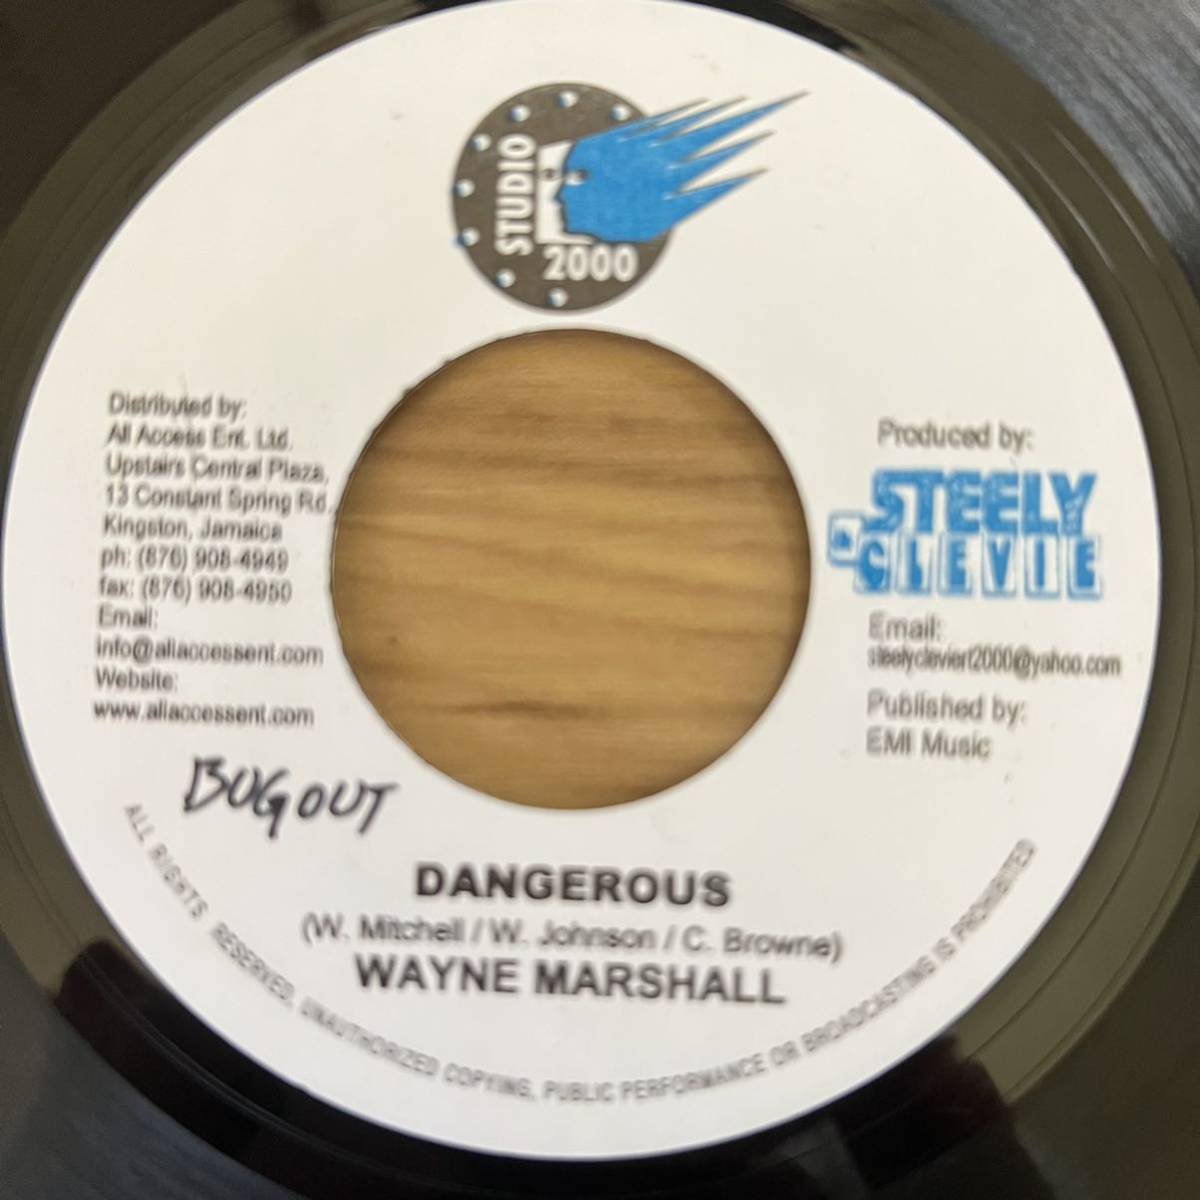 STUDIO
2000
Distributed by:
All Access Ent. Ltd.
Upstairs Central Plaza,
13 Constant Spring Rd.
Kingston, Jamaica
ph: (876) 908-4949
fax: (876) 908-4950
Email:
info@allaccessent.com
Website:
www.allaccessent.com
Produced by:
STEELY
& CLEVIE
Email:
steelycleviert2000@yahoo.com
Published by:
EMI Music
BUGOUT
DANGEROUS
(W. Mitchell / W. Johnson / C. Browne)
WAYNE MARSHALL
ALL RIGHTS RESERVED, UNAUTHORIZED COPYING, PUBLIC PERFORMANCE OR BROADCASTING IS PROHIBITED